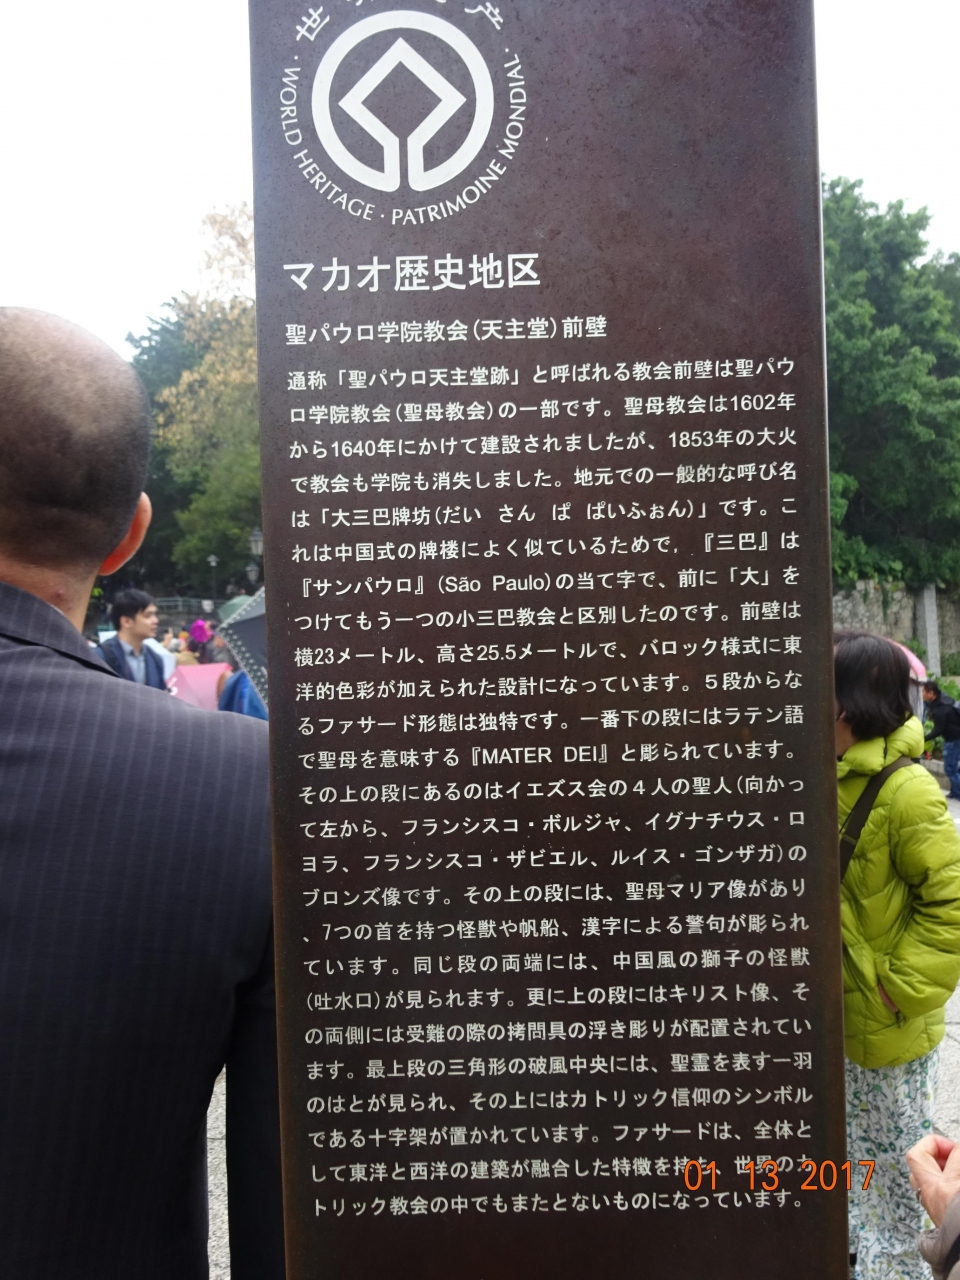 世 产
· WORLD HERITAGE · PATRIMOINE MONDIAL ·
マカオ歴史地区
聖パウロ学院教会(天主堂)前壁
通称「聖パウロ天主堂跡」と呼ばれる教会前壁は聖パウ
ロ学院教会(聖母教会)の一部です。聖母教会は1602年
から1640年にかけて建設されましたが、1853年の大火
で教会も学院も消失しました。地元での一般的な呼び名
は「大三巴牌坊(だい さん ぱ ぱいふぉん)」です。こ
れは中国式の牌楼によく似ているためで,『三巴』は
『サンパウロ』(São Paulo)の当て字で、前に「大」を
つけてもう一つの小三巴教会と区別したのです。前壁は
横23メートル、高さ25.5メートルで、バロック様式に東
洋的色彩が加えられた設計になっています。5段からな
るファサード形態は独特です。一番下の段にはラテン語
で聖母を意味する『MATER DEI』と彫られています。
その上の段にあるのはイエズス会の4人の聖人(向かっ
て左から、フランシスコ・ボルジャ、イグナチウス・ロ
ヨラ、フランシスコ・ザビエル、ルイス・ゴンザガ)の
ブロンズ像です。その上の段には、聖母マリア像があり
、7つの首を持つ怪獣や帆船、漢字による警句が彫られ
ています。同じ段の両端には、中国風の獅子の怪獣
(吐水口)が見られます。更に上の段にはキリスト像、そ
の両側には受難の際の拷問具の浮き彫りが配置されてい
ます。最上段の三角形の破風中央には、聖霊を表す一羽
のはとが見られ、その上にはカトリック信仰のシンボル
である十字架が置かれています。ファサードは、全体と
して東洋と西洋の建築が融合した特徴を持ち、世界のカ
トリック教会の中でもまたとないものになっています。
01 13 2017